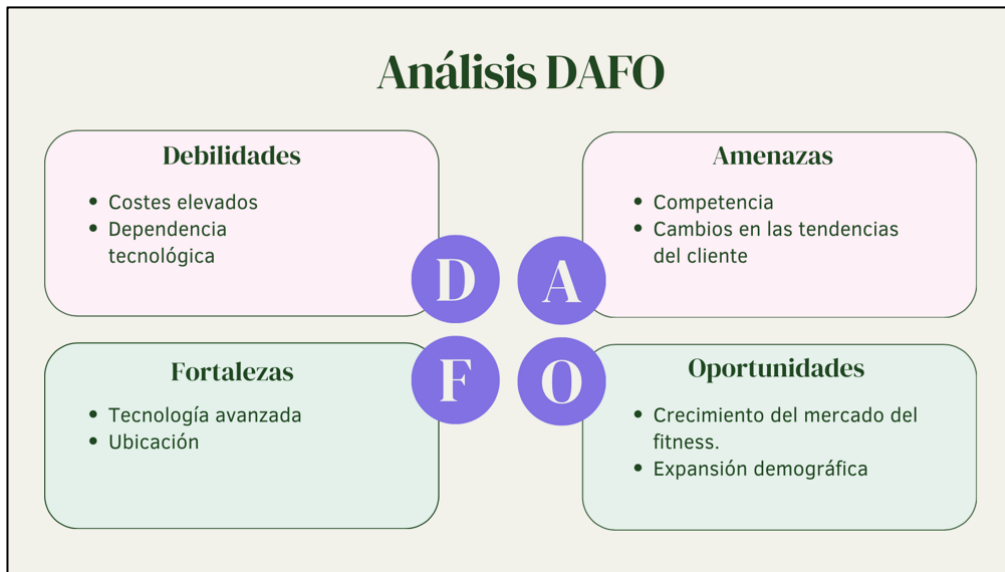 Análisis DAFO
Debilidades
• Costes elevados
• Dependencia
tecnológica
Amenazas
• Competencia
• Cambios en las tendencias
del cliente
D
A
F
O
Fortalezas
• Tecnología avanzada
• Ubicación
Oportunidades
• Crecimiento del mercado del
fitness.
• Expansión demográfica